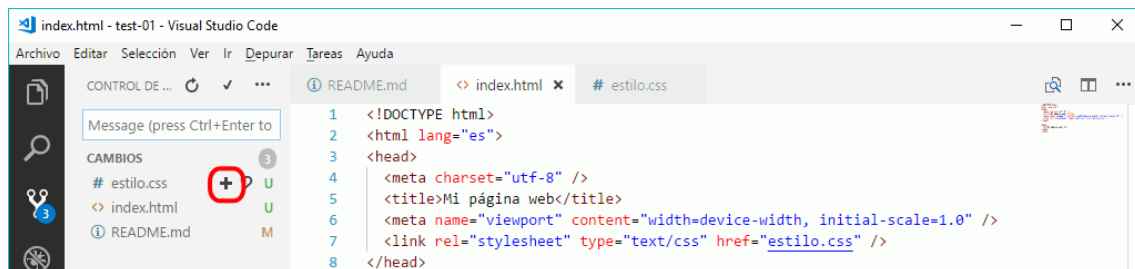 index.html - test-01 - Visual Studio Code
Archivo Editar Selección Ver Ir Depurar Tareas Ayuda
CONTROL DE ...
README.md index.html estilo.css
Message (press Ctrl+Enter to
CAMBIOS 3
# estilo.css U
<> index.html U
README.md M
3
1 <!DOCTYPE html>
2 <html lang="es">
3 <head>
4 <meta charset="utf-8" />
5 <title>Mi página web</title>
6 <meta name="viewport" content="width=device-width, initial-scale=1.0" />
7 <link rel="stylesheet" type="text/css" href="estilo.css" />
8 </head>